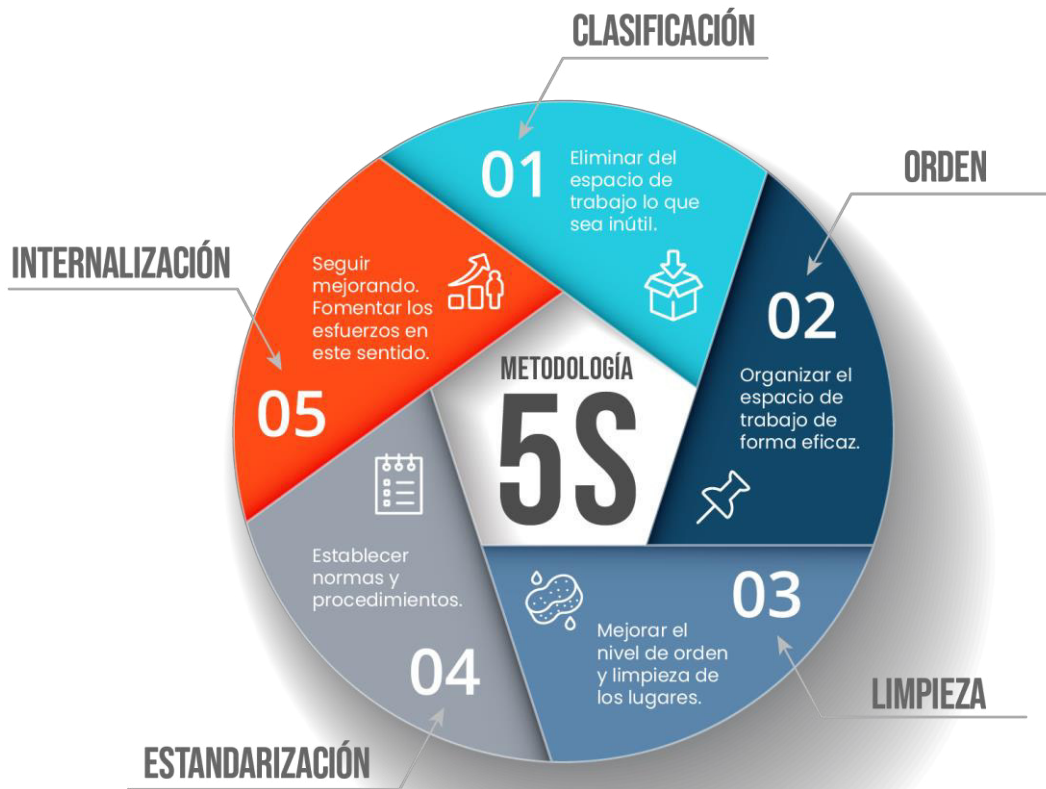 CLASIFICACIÓN
01
Eliminar del
espacio de
trabajo lo que
sea inútil.
ORDEN
02
Organizar el
espacio de
trabajo de
forma eficaz.
INTERNALIZACIÓN
Seguir
mejorando.
Fomentar los
esfuerzos en
este sentido.
05
METODOLOGÍA
5S
03
Mejorar el
nivel de orden
y limpieza de
los lugares.
LIMPIEZA
Establecer
normas y
procedimientos.
04
ESTANDARIZACIÓN